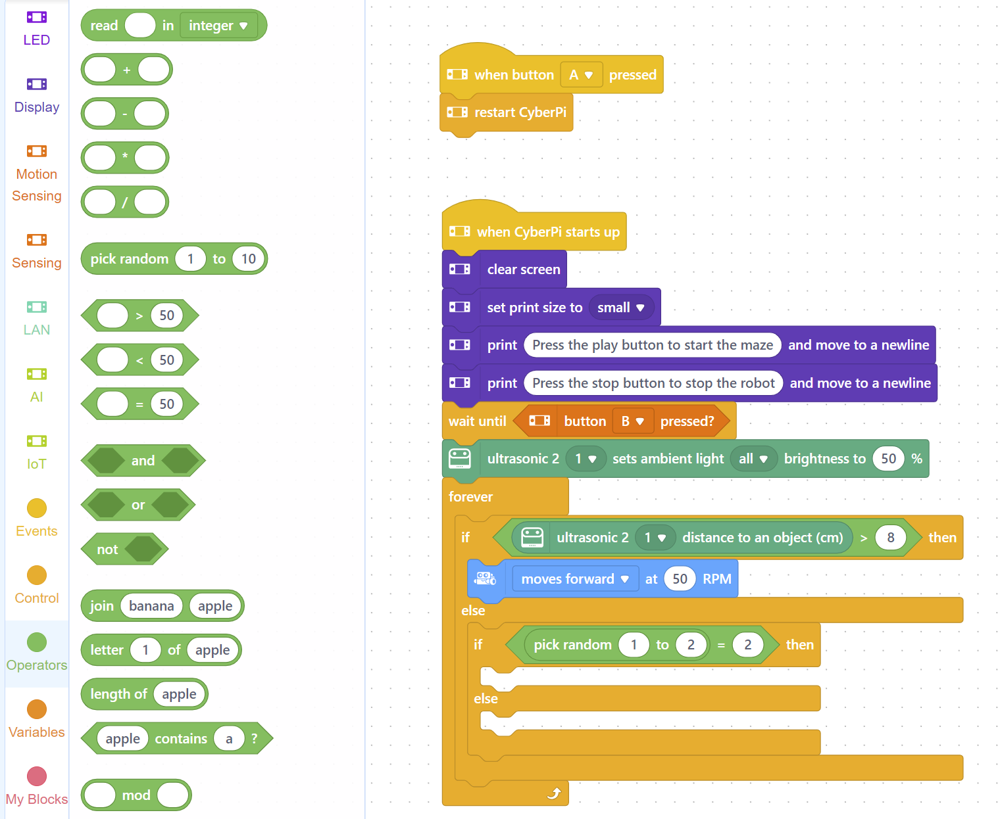 LED
Display
Motion
Sensing
Sensing
LAN
AI
IoT
Events
Control
Operators
Variables
My Blocks
read in integer
+
-
*
/
pick random 1 to 10
> 50
< 50
= 50
and
or
not
join banana apple
letter 1 of apple
length of apple
apple contains a ?
mod
when button A pressed
restart CyberPi
when CyberPi starts up
clear screen
set print size to small
print Press the play button to start the maze and move to a newline
print Press the stop button to stop the robot and move to a newline
wait until button B pressed?
ultrasonic 2 1 sets ambient light all brightness to 50 %
forever
if ultrasonic 2 1 distance to an object (cm) > 8 then
moves forward at 50 RPM
else
if pick random 1 to 2 = 2 then
else